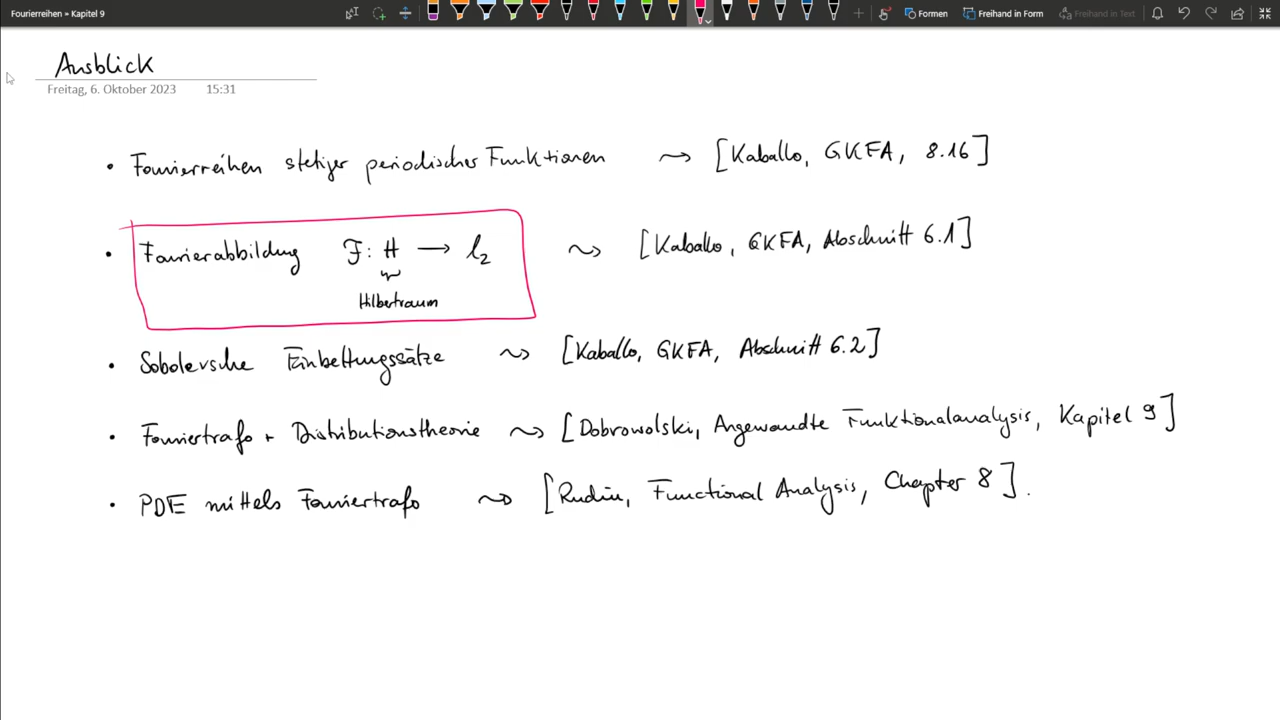 Fourierreihen » Kapitel 9
Formen
Freihand in Form
Freihand in Text
Ausblick
Freitag, 6. Oktober 2023 15:31
• Fourierreihen stetiger periodischer Funktionen ⇝ [Kaballo, GKFA, 8.16]
• Fourierabbildung F: H → l₂ ⇝ [Kaballo, GKFA, Abschnitt 6.1]
Hilbertraum
• Sobolevsche Einbettungssätze ⇝ [Kaballo, GKFA, Abschnitt 6.2]
• Fouriertrafo + Distributionstheorie ⇝ [Dobrowolski, Angewandte Funktionalanalysis, Kapitel 9]
• PDE mittels Fouriertrafo ⇝ [Rudin, Functional Analysis, Chapter 8].